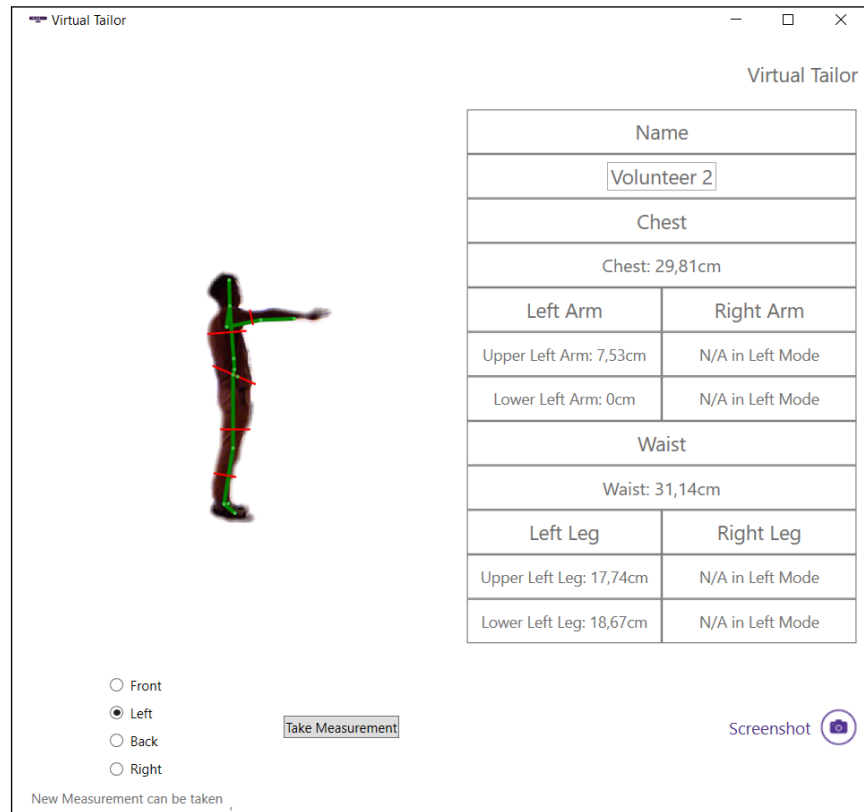 Virtual Tailor
Virtual Tailor
Name
Volunteer 2
Chest
Chest: 29,81cm
Left Arm Right Arm
Upper Left Arm: 7,53cm N/A in Left Mode
Lower Left Arm: 0cm N/A in Left Mode
Waist
Waist: 31,14cm
Left Leg Right Leg
Upper Left Leg: 17,74cm N/A in Left Mode
Lower Left Leg: 18,67cm N/A in Left Mode
Front
Left
Back
Right
Take Measurement
Screenshot
New Measurement can be taken ,